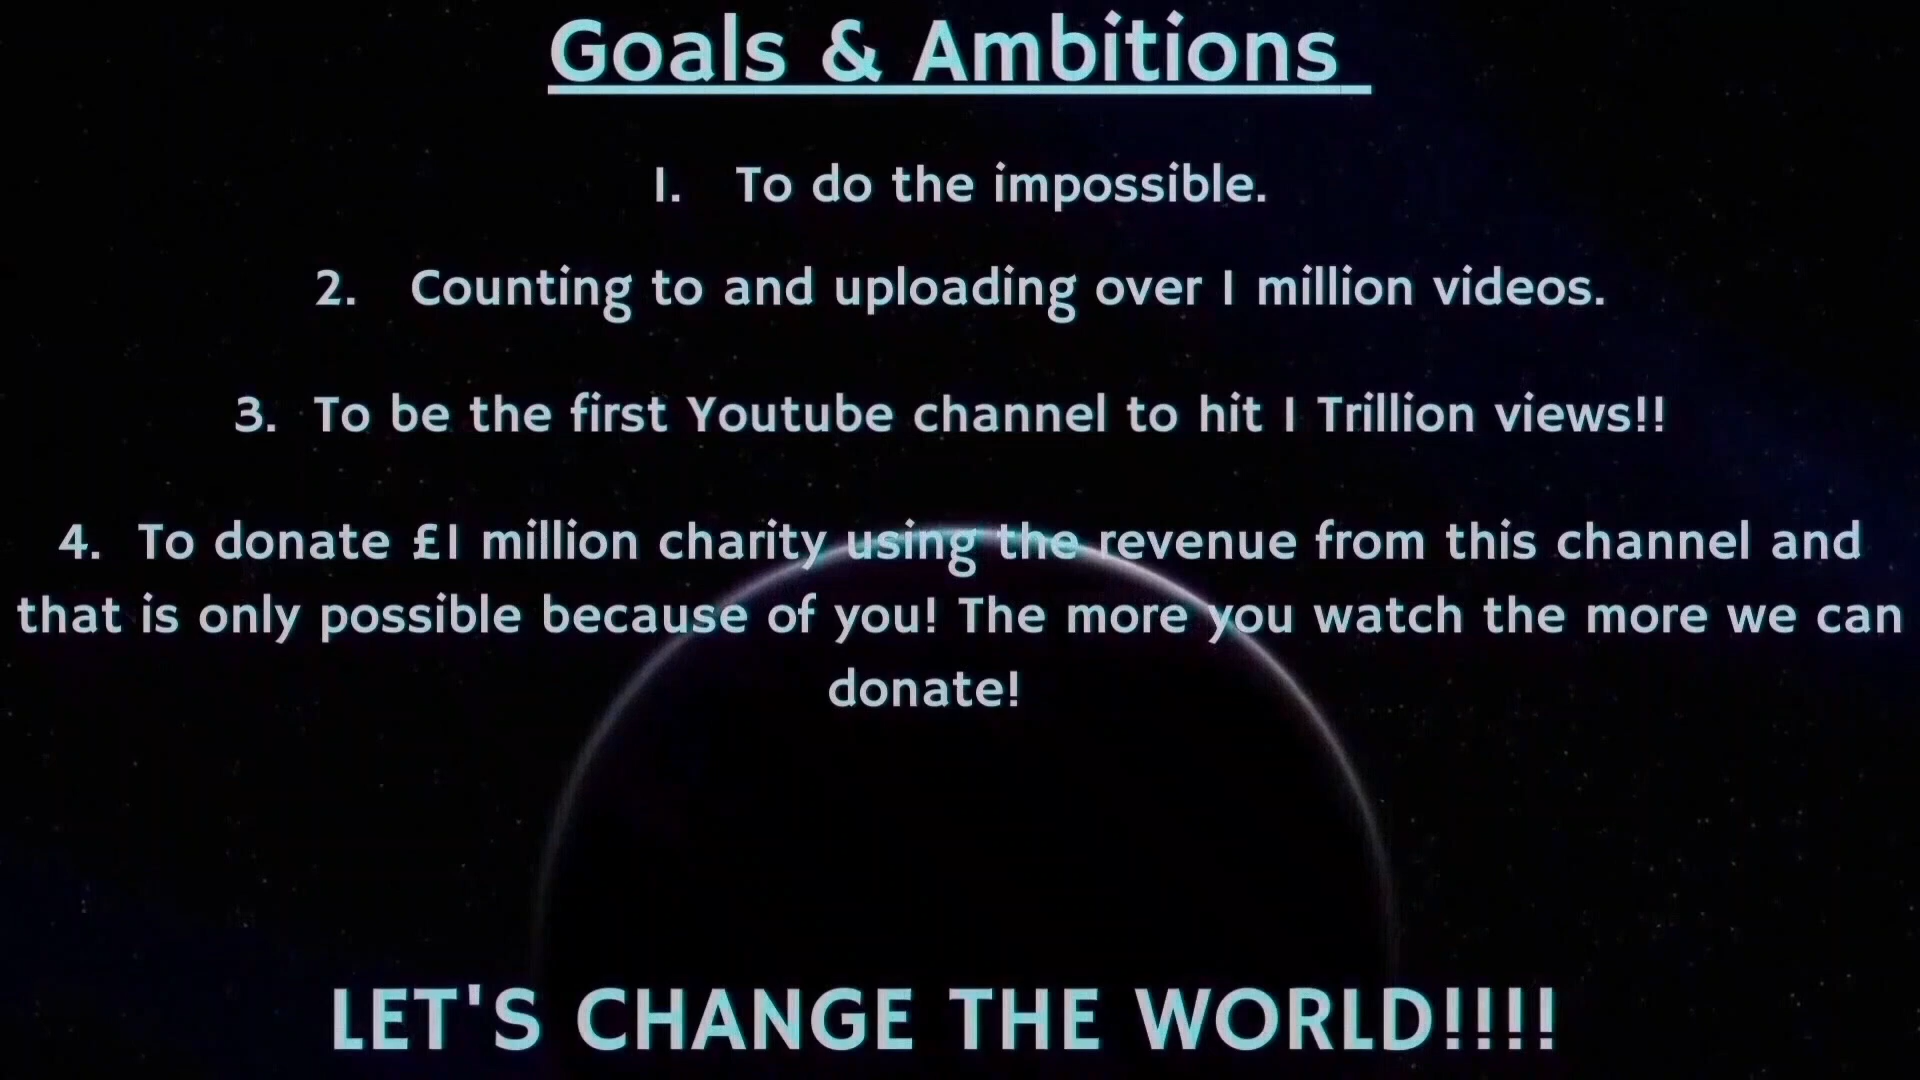 Goals & Ambitions
1. To do the impossible.
2. Counting to and uploading over 1 million videos.
3. To be the first Youtube channel to hit 1 Trillion views!!
4. To donate £1 million charity using the revenue from this channel and
that is only possible because of you! The more you watch the more we can
donate!
LET'S CHANGE THE WORLD!!!!